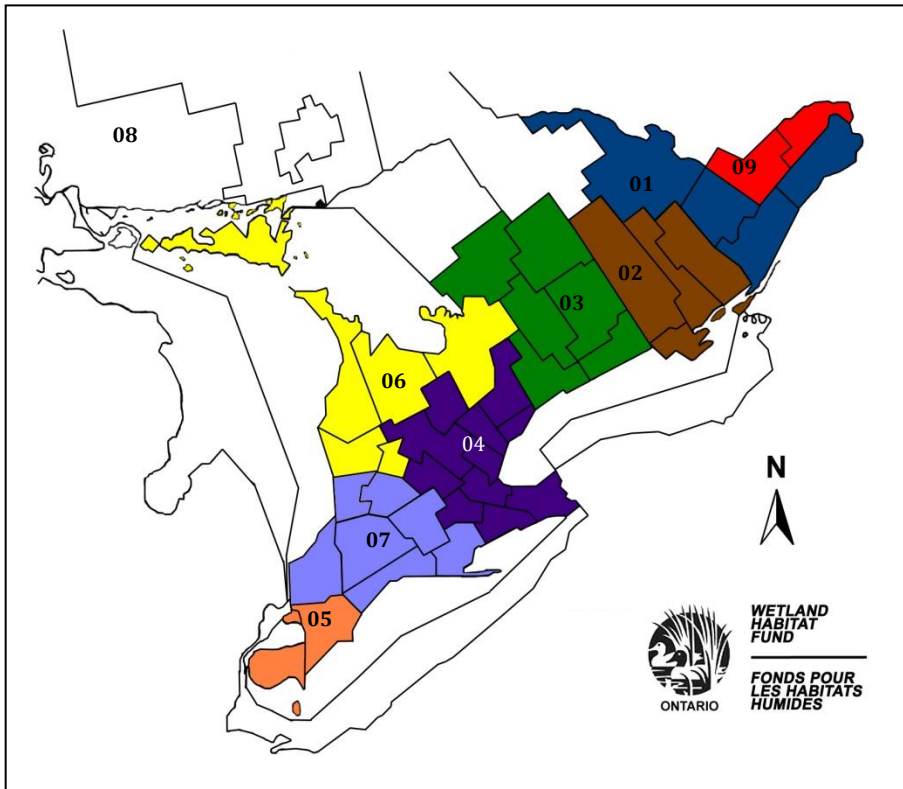 08
01
09
02
03
06
04
07
05
N
WETLAND
HABITAT
FUND
FONDS POUR
LES HABITATS
HUMIDES
ONTARIO